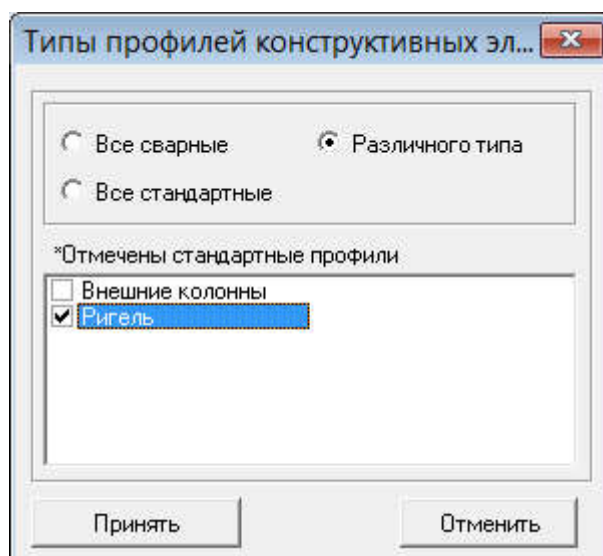 Типы профилей конструктивных эл...
Все сварные
Различного типа
Все стандартные
*Отмечены стандартные профили
Внешние колонны
Ригель
Принять
Отменить